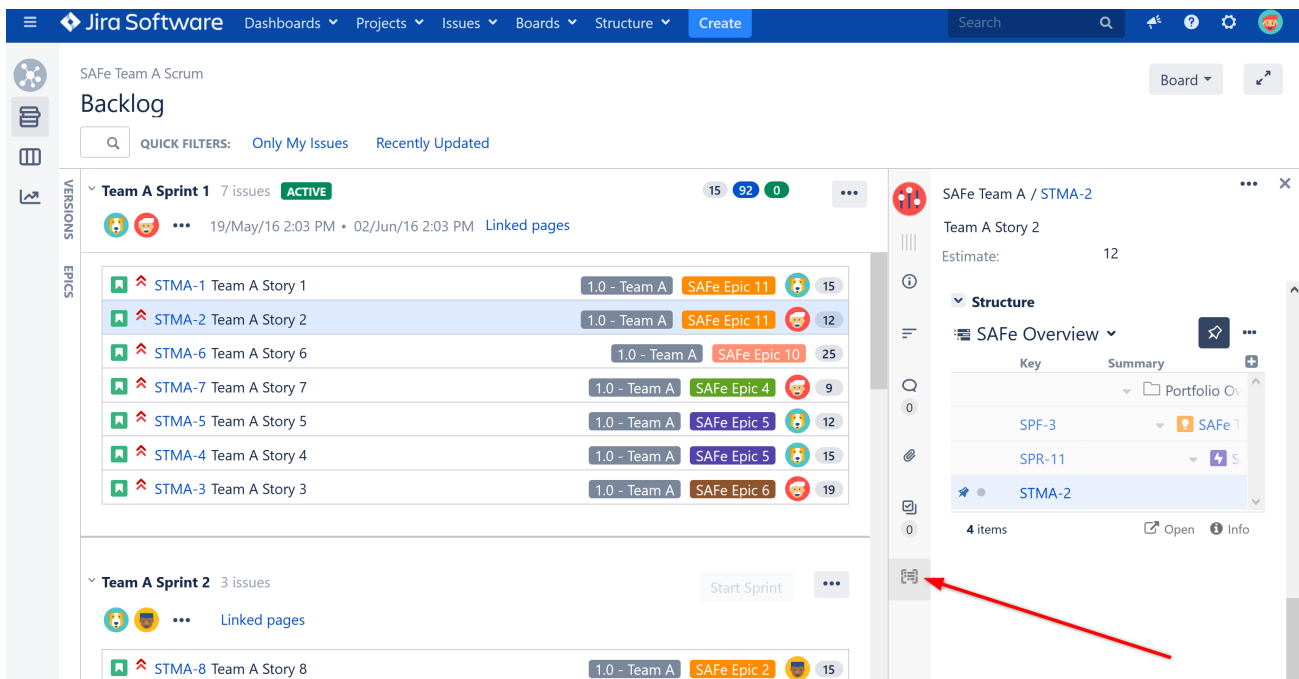 Jira Software Dashboards Projects Issues Boards Structure Create Search
SAFe Team A Scrum
Board
Backlog
QUICK FILTERS: Only My Issues Recently Updated
VERSIONS
EPICS
Team A Sprint 1 7 issues ACTIVE 15 92 0
19/May/16 2:03 PM • 02/Jun/16 2:03 PM Linked pages
STMA-1 Team A Story 1 1.0 - Team A SAFe Epic 11 15
STMA-2 Team A Story 2 1.0 - Team A SAFe Epic 11 12
STMA-6 Team A Story 6 1.0 - Team A SAFe Epic 10 25
STMA-7 Team A Story 7 1.0 - Team A SAFe Epic 4 9
STMA-5 Team A Story 5 1.0 - Team A SAFe Epic 5 12
STMA-4 Team A Story 4 1.0 - Team A SAFe Epic 5 15
STMA-3 Team A Story 3 1.0 - Team A SAFe Epic 6 19
Team A Sprint 2 3 issues Start Sprint
Linked pages
STMA-8 Team A Story 8 1.0 - Team A SAFe Epic 2 15
0
0
SAFe Team A / STMA-2
Team A Story 2
Estimate: 12
Structure
SAFe Overview
Key Summary
Portfolio Ov
SPF-3 SAFe T
SPR-11 S
STMA-2
4 items Open Info